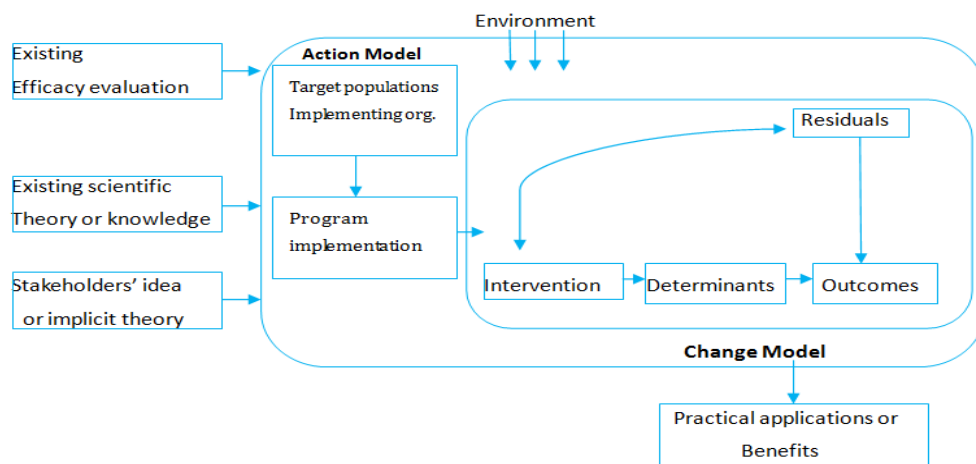 Environment
Existing
Efficacy evaluation
Action Model
Target populations
Implementing org.
Residuals
Existing scientific
Theory or knowledge
Program
implementation
Intervention
Determinants
Outcomes
Stakeholders’ idea
or implicit theory
Change Model
Practical applications or
Benefits